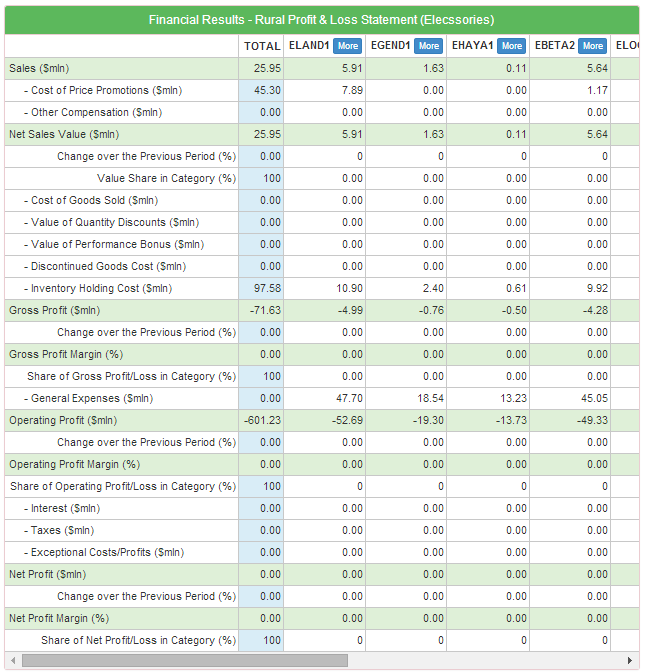 Financial Results - Rural Profit & Loss Statement (Elecssories)
TOTAL ELAND1 More EGEND1 More EHAYA1 More EBETA2 More ELO
Sales ($mln) 25.95 5.91 1.63 0.11 5.64
- Cost of Price Promotions ($mln) 45.30 7.89 0.00 0.00 1.17
- Other Compensation ($mln) 0.00 0.00 0.00 0.00 0.00
Net Sales Value ($mln) 25.95 5.91 1.63 0.11 5.64
Change over the Previous Period (%) 0.00 0 0 0 0
Value Share in Category (%) 100 0.00 0.00 0.00 0.00
- Cost of Goods Sold ($mln) 0.00 0.00 0.00 0.00 0.00
- Value of Quantity Discounts ($mln) 0.00 0.00 0.00 0.00 0.00
- Value of Performance Bonus ($mln) 0.00 0.00 0.00 0.00 0.00
- Discontinued Goods Cost ($mln) 0.00 0.00 0.00 0.00 0.00
- Inventory Holding Cost ($mln) 97.58 10.90 2.40 0.61 9.92
Gross Profit ($mln) -71.63 -4.99 -0.76 -0.50 -4.28
Change over the Previous Period (%) 0.00 0.00 0.00 0.00 0.00
Gross Profit Margin (%) 0.00 0.00 0.00 0.00 0.00
Share of Gross Profit/Loss in Category (%) 100 0.00 0.00 0.00 0.00
- General Expenses ($mln) 0.00 47.70 18.54 13.23 45.05
Operating Profit ($mln) -601.23 -52.69 -19.30 -13.73 -49.33
Change over the Previous Period (%) 0.00 0.00 0.00 0.00 0.00
Operating Profit Margin (%) 0.00 0.00 0.00 0.00 0.00
Share of Operating Profit/Loss in Category (%) 100 0 0 0 0
- Interest ($mln) 0.00 0.00 0.00 0.00 0.00
- Taxes ($mln) 0.00 0.00 0.00 0.00 0.00
- Exceptional Costs/Profits ($mln) 0.00 0.00 0.00 0.00 0.00
Net Profit ($mln) 0.00 0.00 0.00 0.00 0.00
Change over the Previous Period (%) 0.00 0.00 0.00 0.00 0.00
Net Profit Margin (%) 0.00 0.00 0.00 0.00 0.00
Share of Net Profit/Loss in Category (%) 100 0 0 0 0